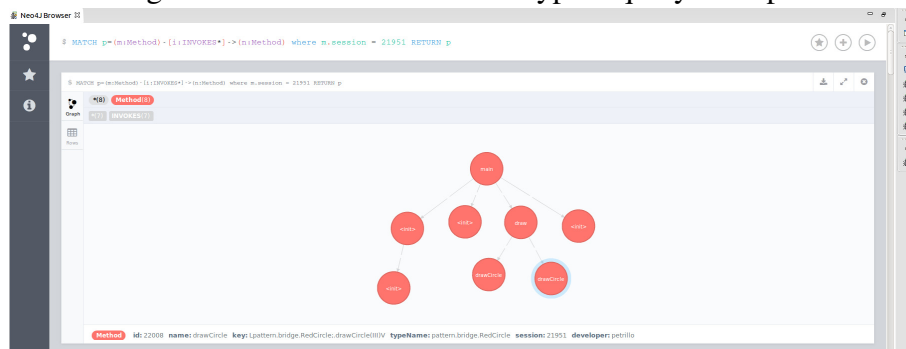 Neo4J Browser
$ MATCH p=(m:Method)-[i:INVOKES*]->(n:Method) where m.session = 21951 RETURN p
$ MATCH p=(m:Method)-[i:INVOKES*]->(n:Method) where m.session = 21951 RETURN p
Graph
*(8) Method(8)
*(7) INVOKES(7)
Rows
main
<init> <init> draw <init>
<init> drawCircle drawCircle
Method id: 22008 name: drawCircle key: Lpattern.bridge.RedCircle;.drawCircle(III)V typeName: pattern.bridge.RedCircle session: 21951 developer: petrillo